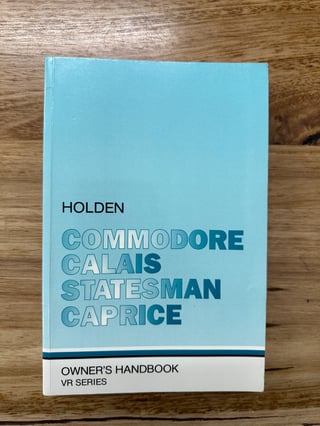 HOLDEN
COMMODORE
CALAIS
STATESMAN
CAPRICE
OWNER'S HANDBOOK
VR SERIES